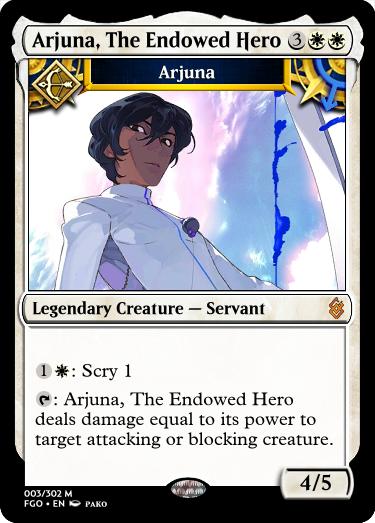 Arjuna, The Endowed Hero 3
Arjuna
Legendary Creature — Servant
1 : Scry 1
: Arjuna, The Endowed Hero
deals damage equal to its power to
target attacking or blocking creature.
4/5
003/302 M
FGO • EN PAKO